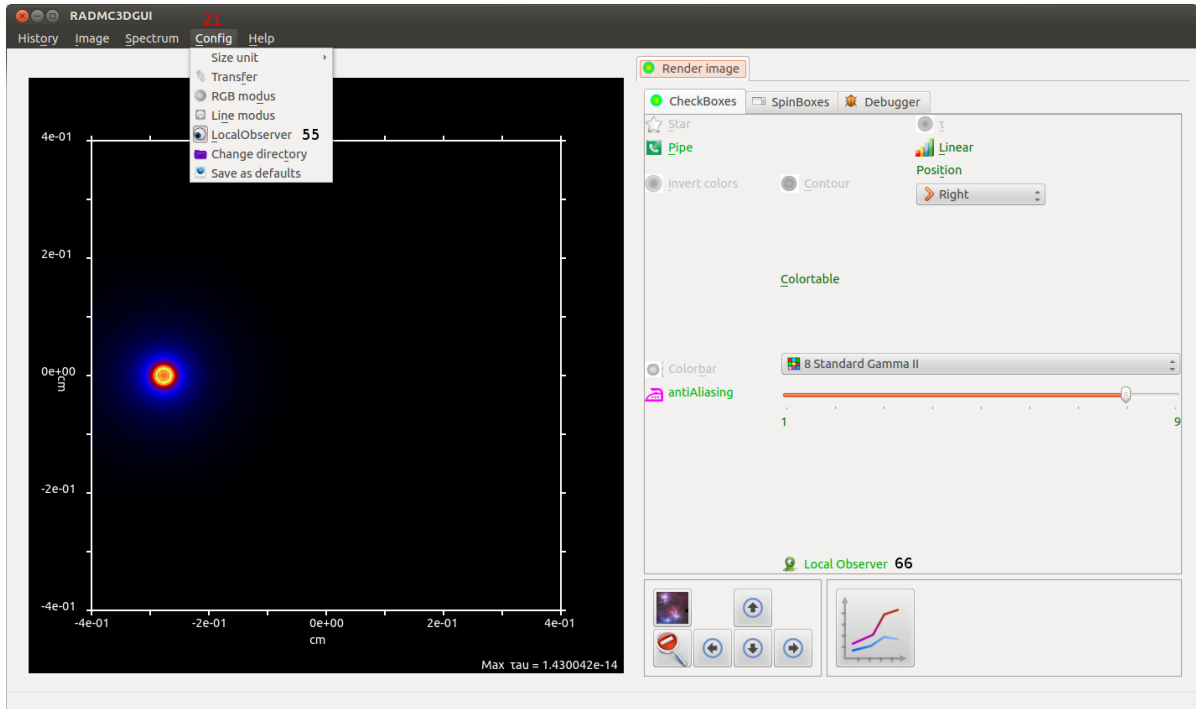 RADMC3DGUI
21
History Image Spectrum Config Help
Size unit
Transfer
RGB modus
Line modus
LocalObserver 55
Change directory
Save as defaults
4e-01
2e-01
0e+00
cm
-2e-01
-4e-01
-4e-01 -2e-01 0e+00 2e-01 4e-01
cm
Max τau = 1.430042e-14
Render image
CheckBoxes SpinBoxes Debugger
Star τ
Pipe Linear
Position
Invert colors Contour Right
Colortable
Colorbar 8 Standard Gamma II
antiAliasing
1 9
Local Observer 66